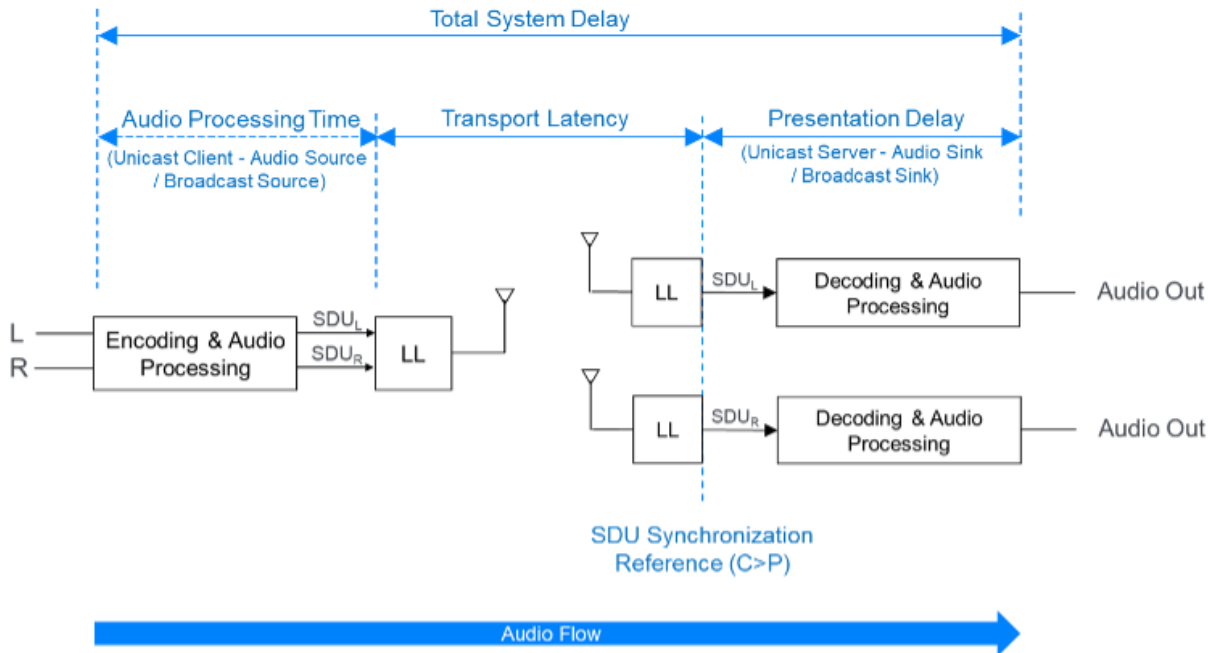 Total System Delay
Audio Processing Time
Transport Latency
Presentation Delay
(Unicast Client - Audio Source
/ Broadcast Source)
(Unicast Server - Audio Sink
/ Broadcast Sink)
L
R
Encoding & Audio
Processing
SDUL
SDUR
LL
LL
SDUL
Decoding & Audio
Processing
Audio Out
LL
SDUR
Decoding & Audio
Processing
Audio Out
SDU Synchronization
Reference (C>P)
Audio Flow